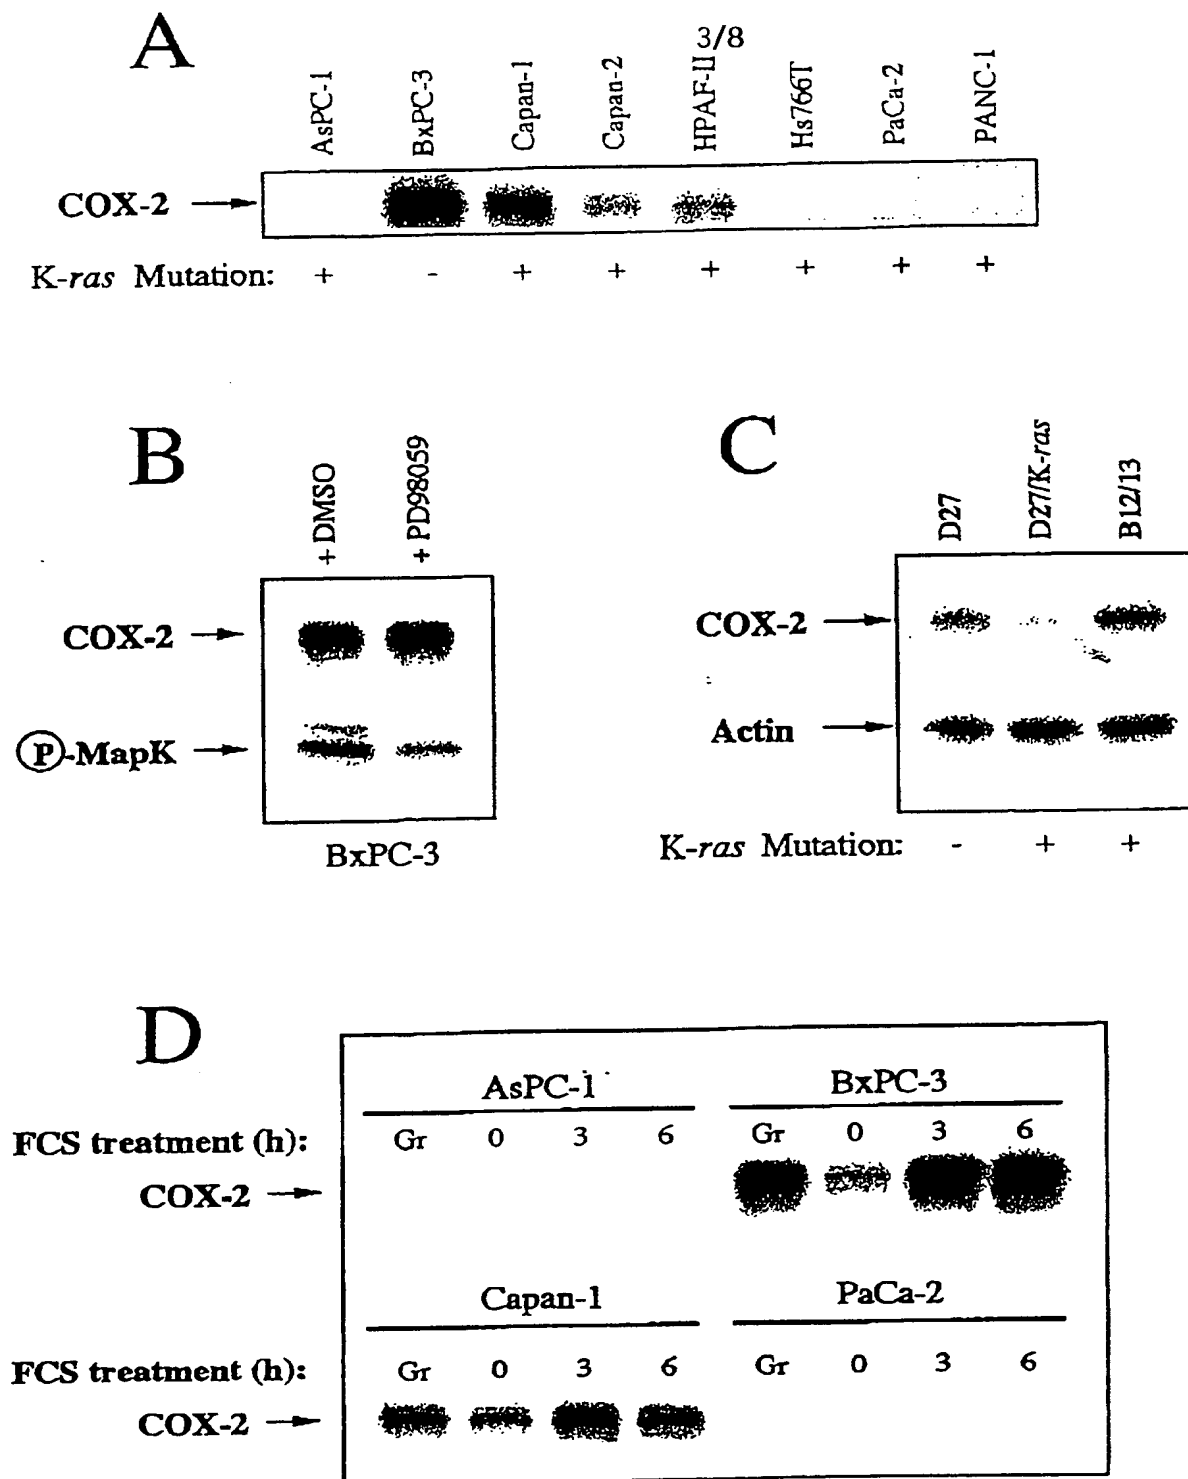 A
3/8
AsPC-1
BxPC-3
Capan-1
Capan-2
HPAF-II
Hs766T
PaCa-2
PANC-1
COX-2
K-ras Mutation: + - + + + + + +
B
+ DMSO
+ PD98059
COX-2
P-MapK
BxPC-3
C
D27
D27/K-ras
B12/13
COX-2
Actin
K-ras Mutation: - + +
D
AsPC-1 BxPC-3
FCS treatment (h): Gr 0 3 6 Gr 0 3 6
COX-2
Capan-1 PaCa-2
FCS treatment (h): Gr 0 3 6 Gr 0 3 6
COX-2